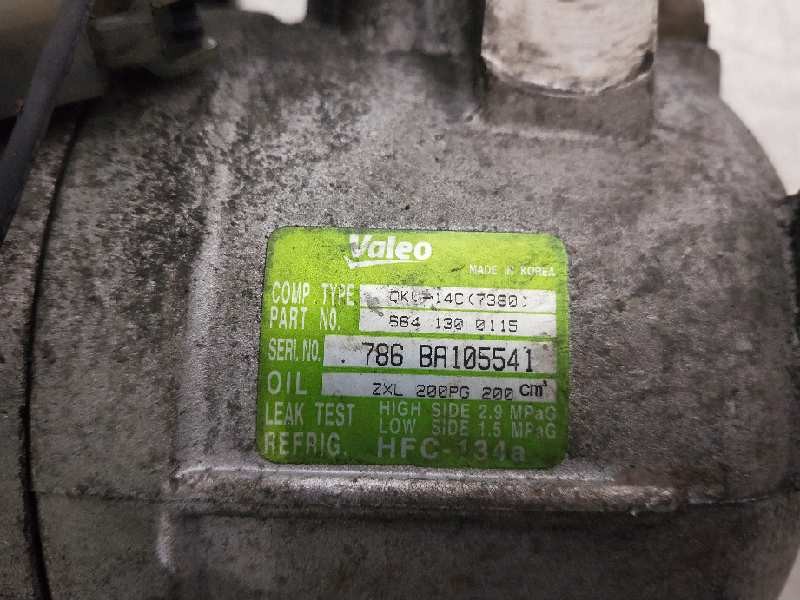 Valeo
MADE IN KOREA
COMP. TYPE
PART NO. 664 130 0115
SERI. NO. . 786 BA105541
OIL ZXL 200PG 200 cm³
LEAK TEST HIGH SIDE 2.9 MPaG
LOW SIDE 1.5 MPaG
REFRIG. HFC-134a